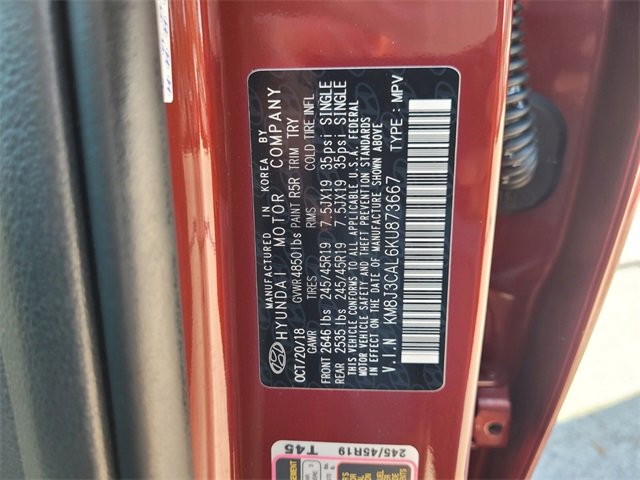 MANUFACTURED IN KOREA BY
HYUNDAI MOTOR COMPANY
OCT/20/18 GVWR 4850lbs PAINT R5R TRIM TRY
GAWR TIRES RIMS COLD TIRE INFL
FRONT 2646 lbs 245/45R19 7.5JX19 35psi SINGLE
REAR 2535 lbs 245/45R19 7.5JX19 35psi SINGLE
THIS VEHICLE CONFORMS TO ALL APPLICABLE U.S.A. FEDERAL
MOTOR VEHICLE SAFETY AND THEFT PREVENTION STANDARDS
IN EFFECT ON THE DATE OF MANUFACTURE SHOWN ABOVE
V.I.N: KM8J3CAL6KU873667 TYPE : MPV
T45
245/45R19